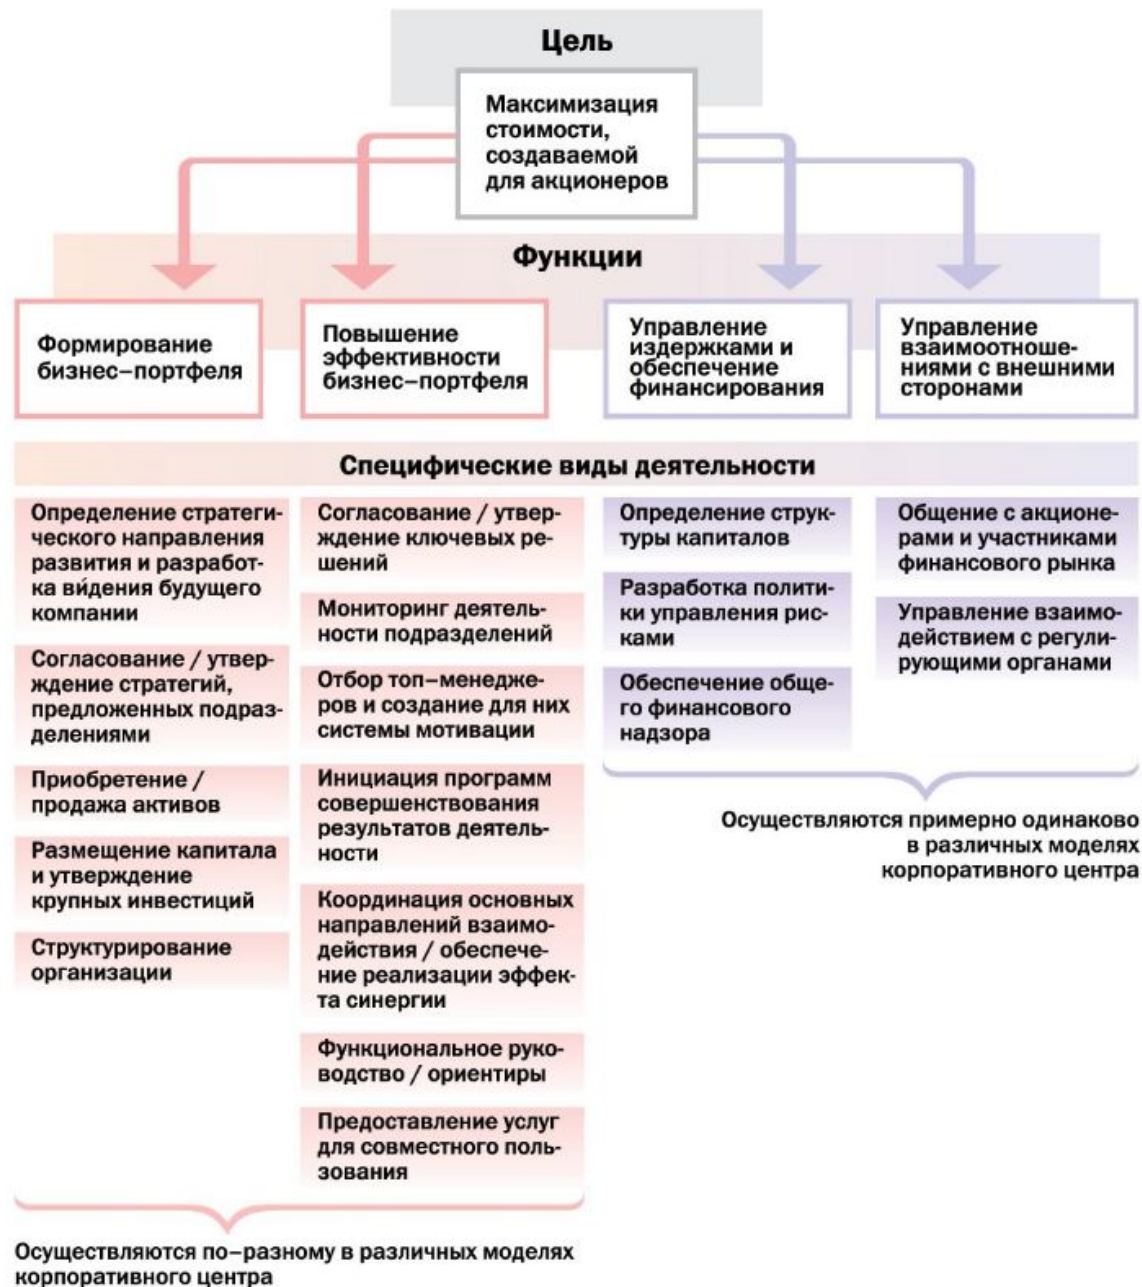 Цель
Максимизация
стоимости,
создаваемой
для акционеров
Функции
Формирование
бизнес–портфеля
Повышение
эффективности
бизнес–портфеля
Управление
издержками и
обеспечение
финансирования
Управление
взаимоотноше-
ниями с внешними
сторонами
Специфические виды деятельности
Определение стратеги-
ческого направления
развития и разработ-
ка ви́дения будущего
компании
Согласование / утвер-
ждение стратегий,
предложенных подраз-
делениями
Приобретение /
продажа активов
Размещение капитала
и утверждение
крупных инвестиций
Структурирование
организации
Согласование / утвер-
ждение ключевых ре-
шений
Мониторинг деятель-
ности подразделений
Отбор топ–менедже-
ров и создание для них
системы мотивации
Инициация программ
совершенствования
результатов деятель-
ности
Координация основных
направлений взаимо-
действия / обеспече-
ние реализации эффек-
та синергии
Функциональное руко-
водство / ориентиры
Предоставление услуг
для совместного поль-
зования
Определение струк-
туры капиталов
Разработка полити-
ки управления рис-
ками
Обеспечение обще-
го финансового
надзора
Общение с акционе-
рами и участниками
финансового рынка
Управление взаимо-
действием с регули-
рующими органами
Осуществляются примерно одинаково
в различных моделях
корпоративного центра
Осуществляются по–разному в различных моделях
корпоративного центра